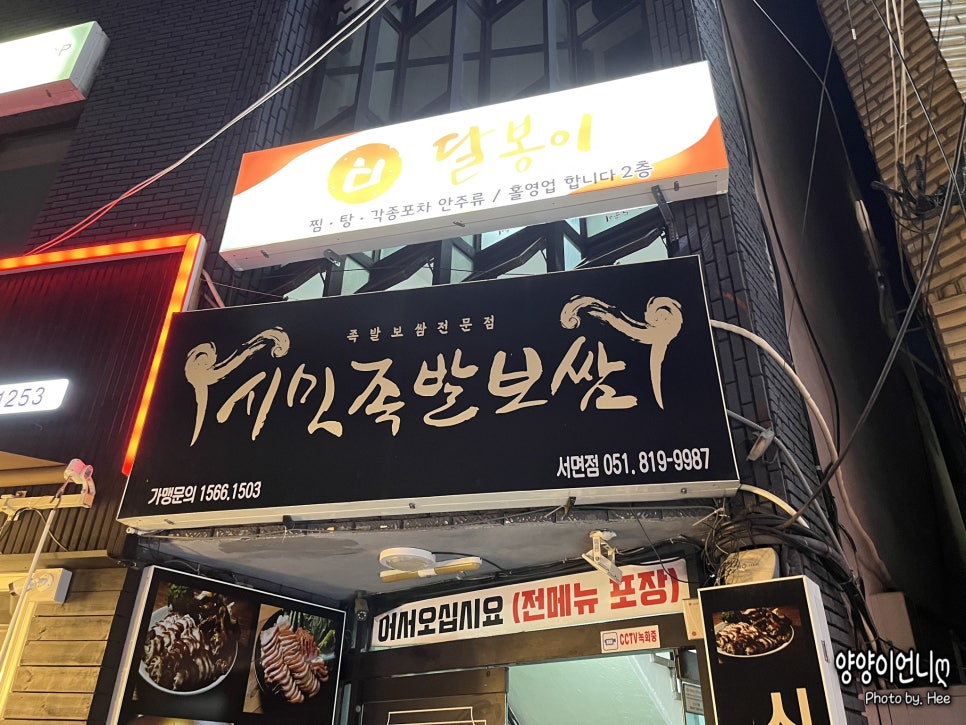 달봉이
찜 · 탕 · 각종포차 안주류 / 홀영업 합니다 2층
1253
족발보쌈전문점
시민족발보쌈
서면점 051. 819-9987
가맹문의 1566.1503
어서오십시요 (전메뉴 포장)
CCTV녹화중
양양이언니
Photo by. Hee